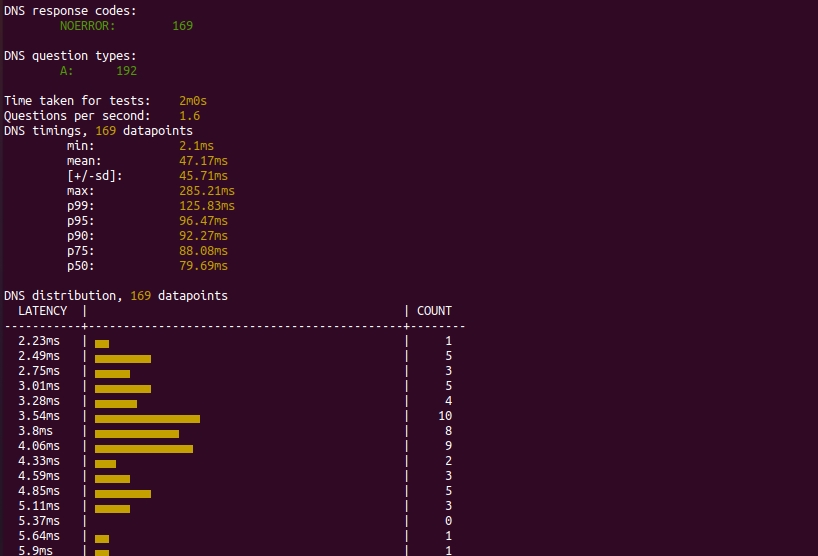 DNS response codes:
NOERROR: 169
DNS question types:
A: 192
Time taken for tests: 2m0s
Questions per second: 1.6
DNS timings, 169 datapoints
min: 2.1ms
mean: 47.17ms
[+/-sd]: 45.71ms
max: 285.21ms
p99: 125.83ms
p95: 96.47ms
p90: 92.27ms
p75: 88.08ms
p50: 79.69ms
DNS distribution, 169 datapoints
LATENCY | | COUNT
-----------+---------------------------------------------+--------
2.23ms | | 1
2.49ms | | 5
2.75ms | | 3
3.01ms | | 5
3.28ms | | 4
3.54ms | | 10
3.8ms | | 8
4.06ms | | 9
4.33ms | | 2
4.59ms | | 3
4.85ms | | 5
5.11ms | | 3
5.37ms | | 0
5.64ms | | 1
5.9ms | | 1